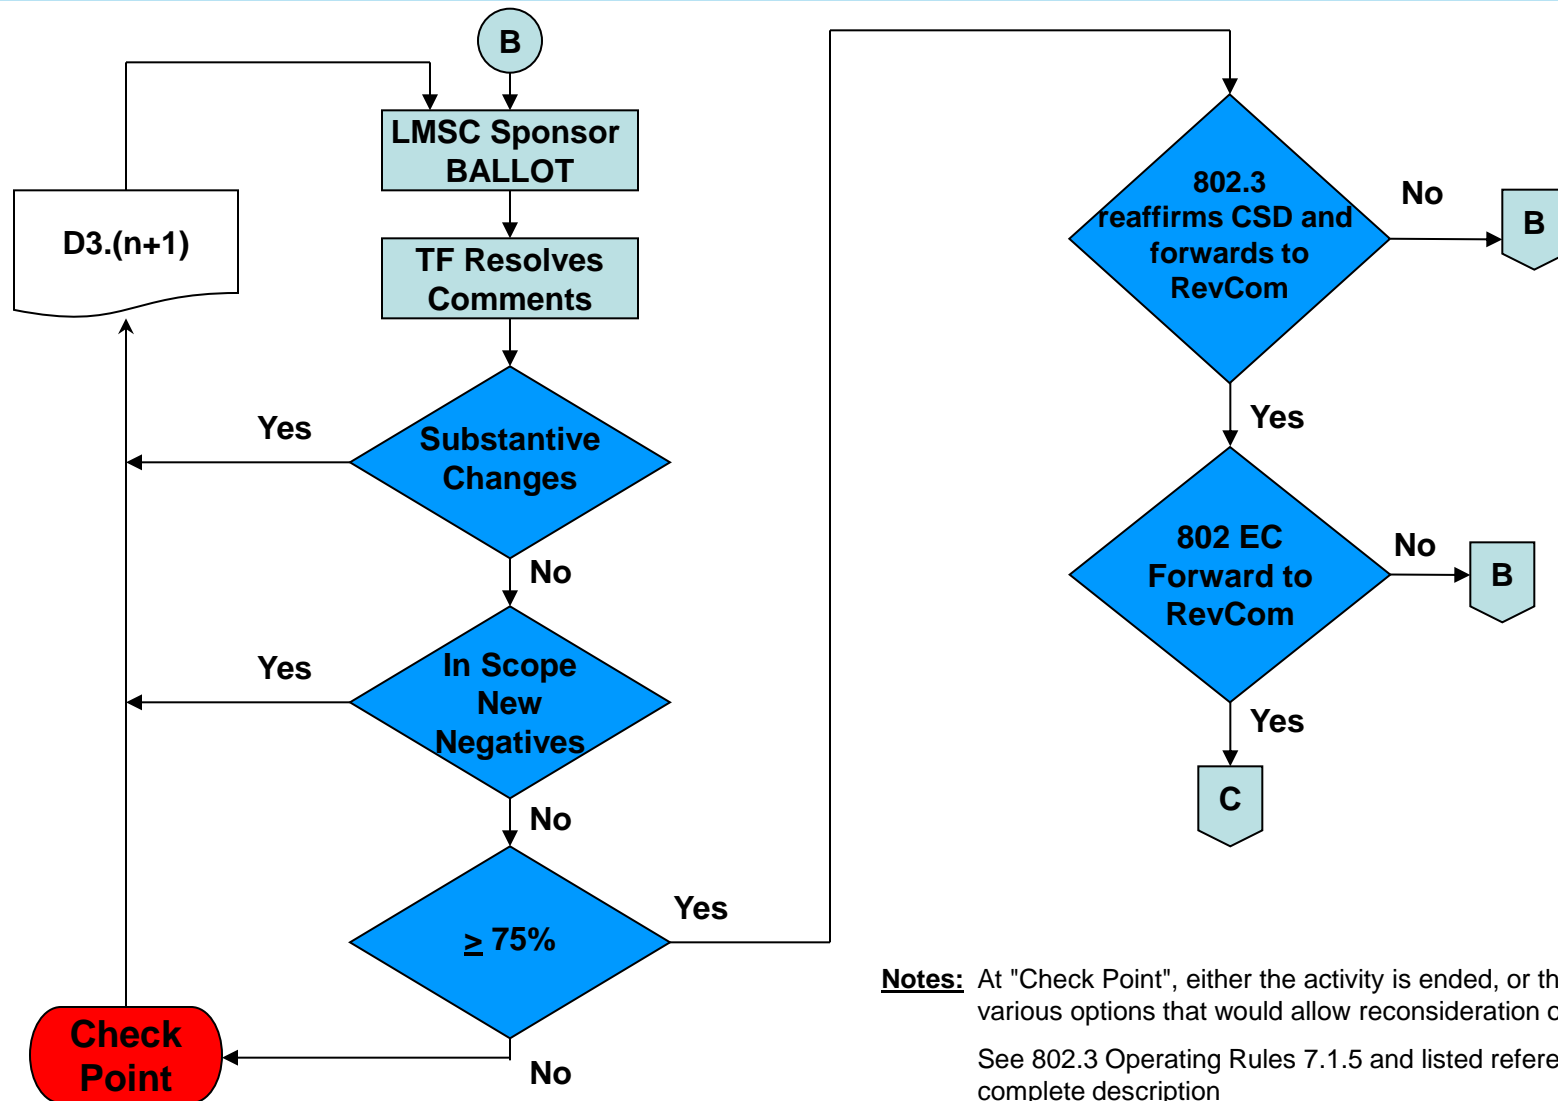 B
LMSC Sponsor
BALLOT
D3.(n+1)
TF Resolves
Comments
Yes
Substantive
Changes
No
Yes
In Scope
New
Negatives
No
≥ 75%
Yes
Check
Point
No
802.3
reaffirms CSD and
forwards to
RevCom
No
B
Yes
802 EC
Forward to
RevCom
No
B
Yes
C
Notes: At "Check Point", either the activity is ended, or
various options that would allow reconsideration
See 802.3 Operating Rules 7.1.5 and listed
complete description